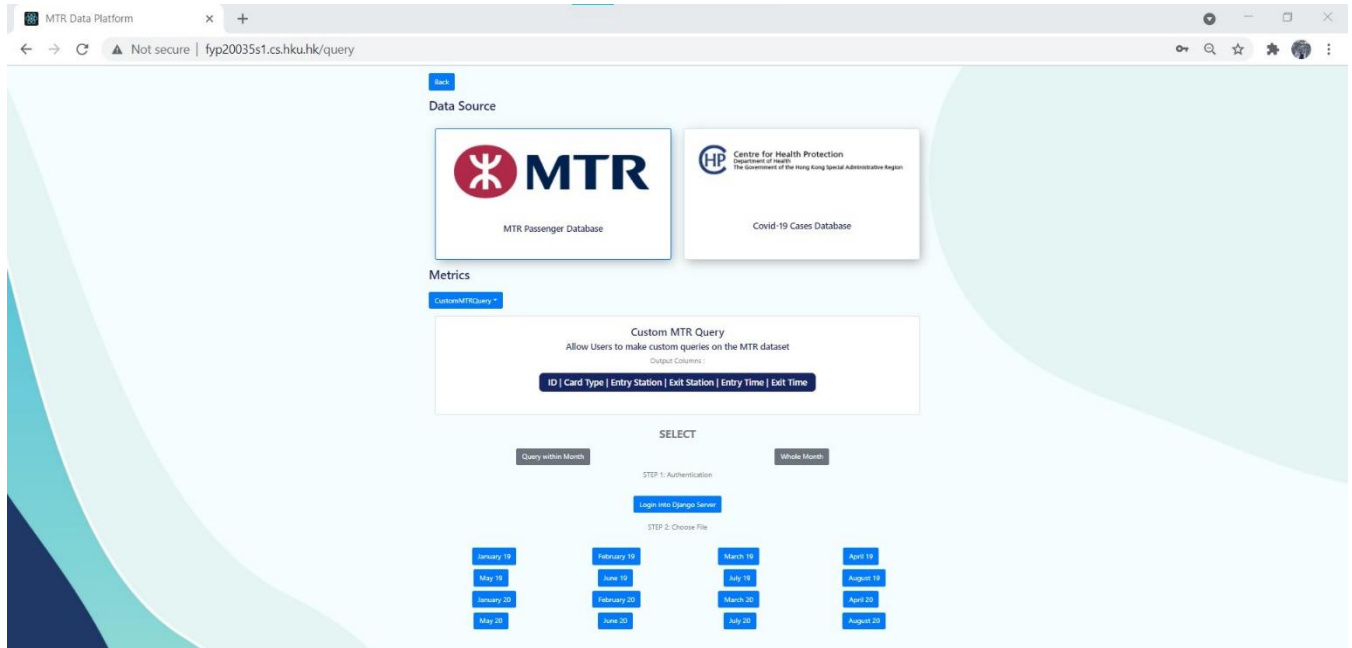 MTR Data Platform
Not secure | fyp20035s1.cs.hku.hk/query
Back
Data Source
MTR
MTR Passenger Database
CHP
Centre for Health Protection
Department of Health
The Government of the Hong Kong Special Administrative Region
Covid-19 Cases Database
Metrics
CustomMTRQuery
Custom MTR Query
Allow Users to make custom queries on the MTR dataset
Output Columns :
ID | Card Type | Entry Station | Exit Station | Entry Time | Exit Time
SELECT
Query within Month Whole Month
STEP 1: Authentication
Login into Django Server
STEP 2: Choose File
January 19 February 19 March 19 April 19
May 19 June 19 July 19 August 19
January 20 February 20 March 20 April 20
May 20 June 20 July 20 August 20